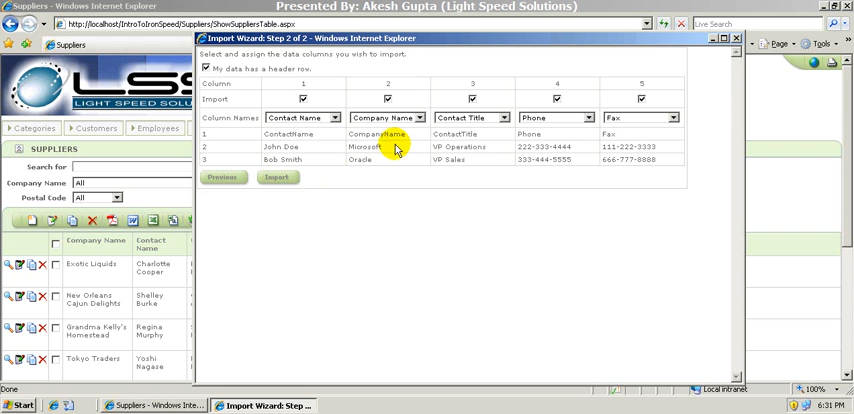 Suppliers - Windows Internet Explorer
Presented By: Akesh Gupta (Light Speed Solutions)
http://localhost/IntroToIronSpeed/Suppliers/ShowSuppliersTable.aspx
Live Search
Suppliers
Page
Tools
Import Wizard: Step 2 of 2 - Windows Internet Explorer
Select and assign the data columns you wish to import.
My data has a header row.
Column 1 2 3 4 5
Import
Column Names Contact Name Company Name Contact Title Phone Fax
1 ContactName CompanyName ContactTitle Phone Fax
2 John Doe Microsoft VP Operations 222-333-4444 111-222-3333
3 Bob Smith Oracle VP Sales 333-444-5555 666-777-8888
Previous Import
LSS
LIGHT SPEED SOLU
Categories Customers Employees
SUPPLIERS
Search for
Company Name All
Postal Code All
Company Name Contact Name
Exotic Liquids Charlotte Cooper
New Orleans Cajun Delights Shelley Burke
Grandma Kelly's Homestead Regina Murphy
Tokyo Traders Yoshi Nagase
Done
Local intranet
100%
Start
Suppliers - Windows Inte...
Import Wizard: Step ...
6:31 PM